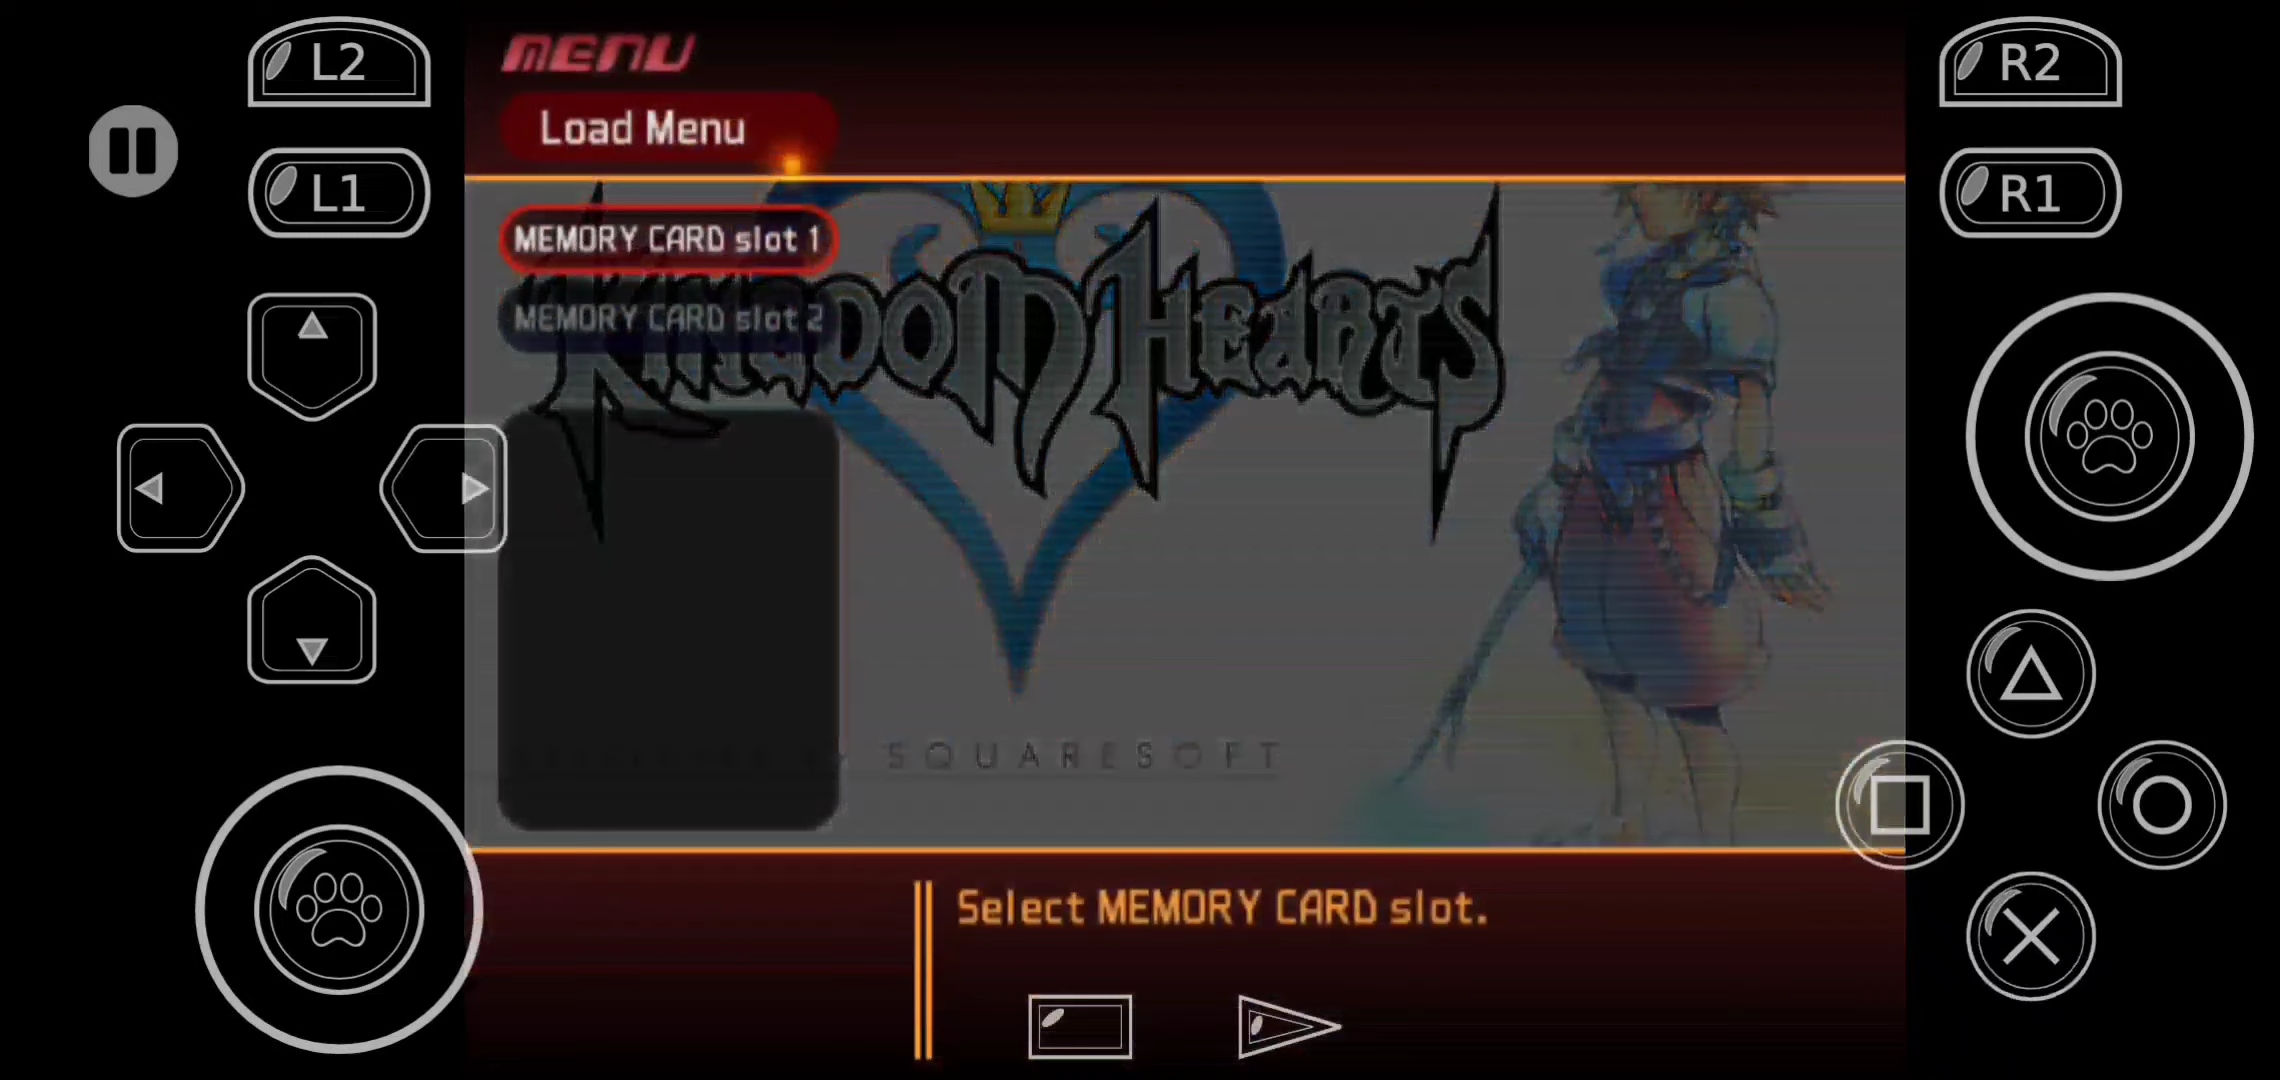 MENU
L2
R2
Load Menu
L1
R1
MEMORY CARD slot 1
MEMORY CARD slot 2
KINGDOM HEARTS
SQUARESOFT
Select MEMORY CARD slot.